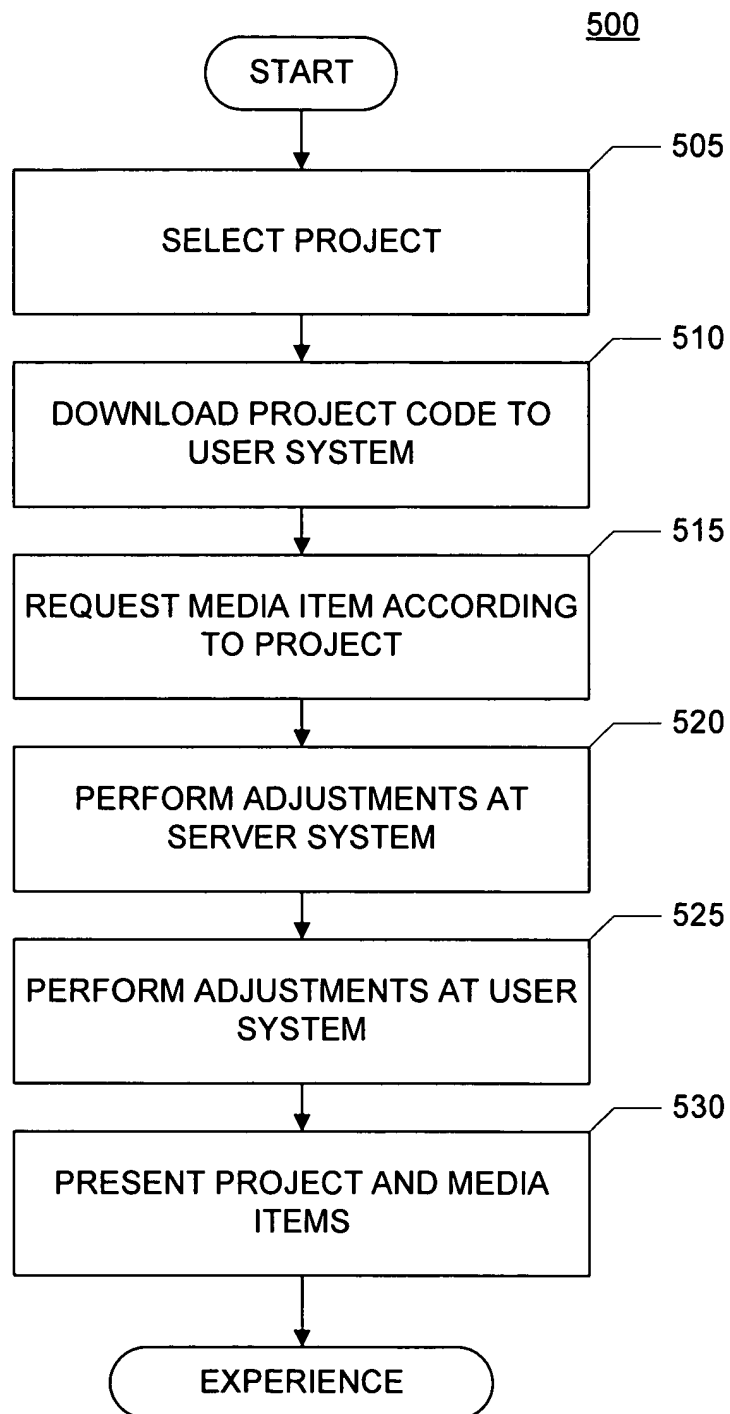 500
START
505
SELECT PROJECT
510
DOWNLOAD PROJECT CODE TO
USER SYSTEM
515
REQUEST MEDIA ITEM ACCORDING
TO PROJECT
520
PERFORM ADJUSTMENTS AT
SERVER SYSTEM
525
PERFORM ADJUSTMENTS AT USER
SYSTEM
530
PRESENT PROJECT AND MEDIA
ITEMS
EXPERIENCE